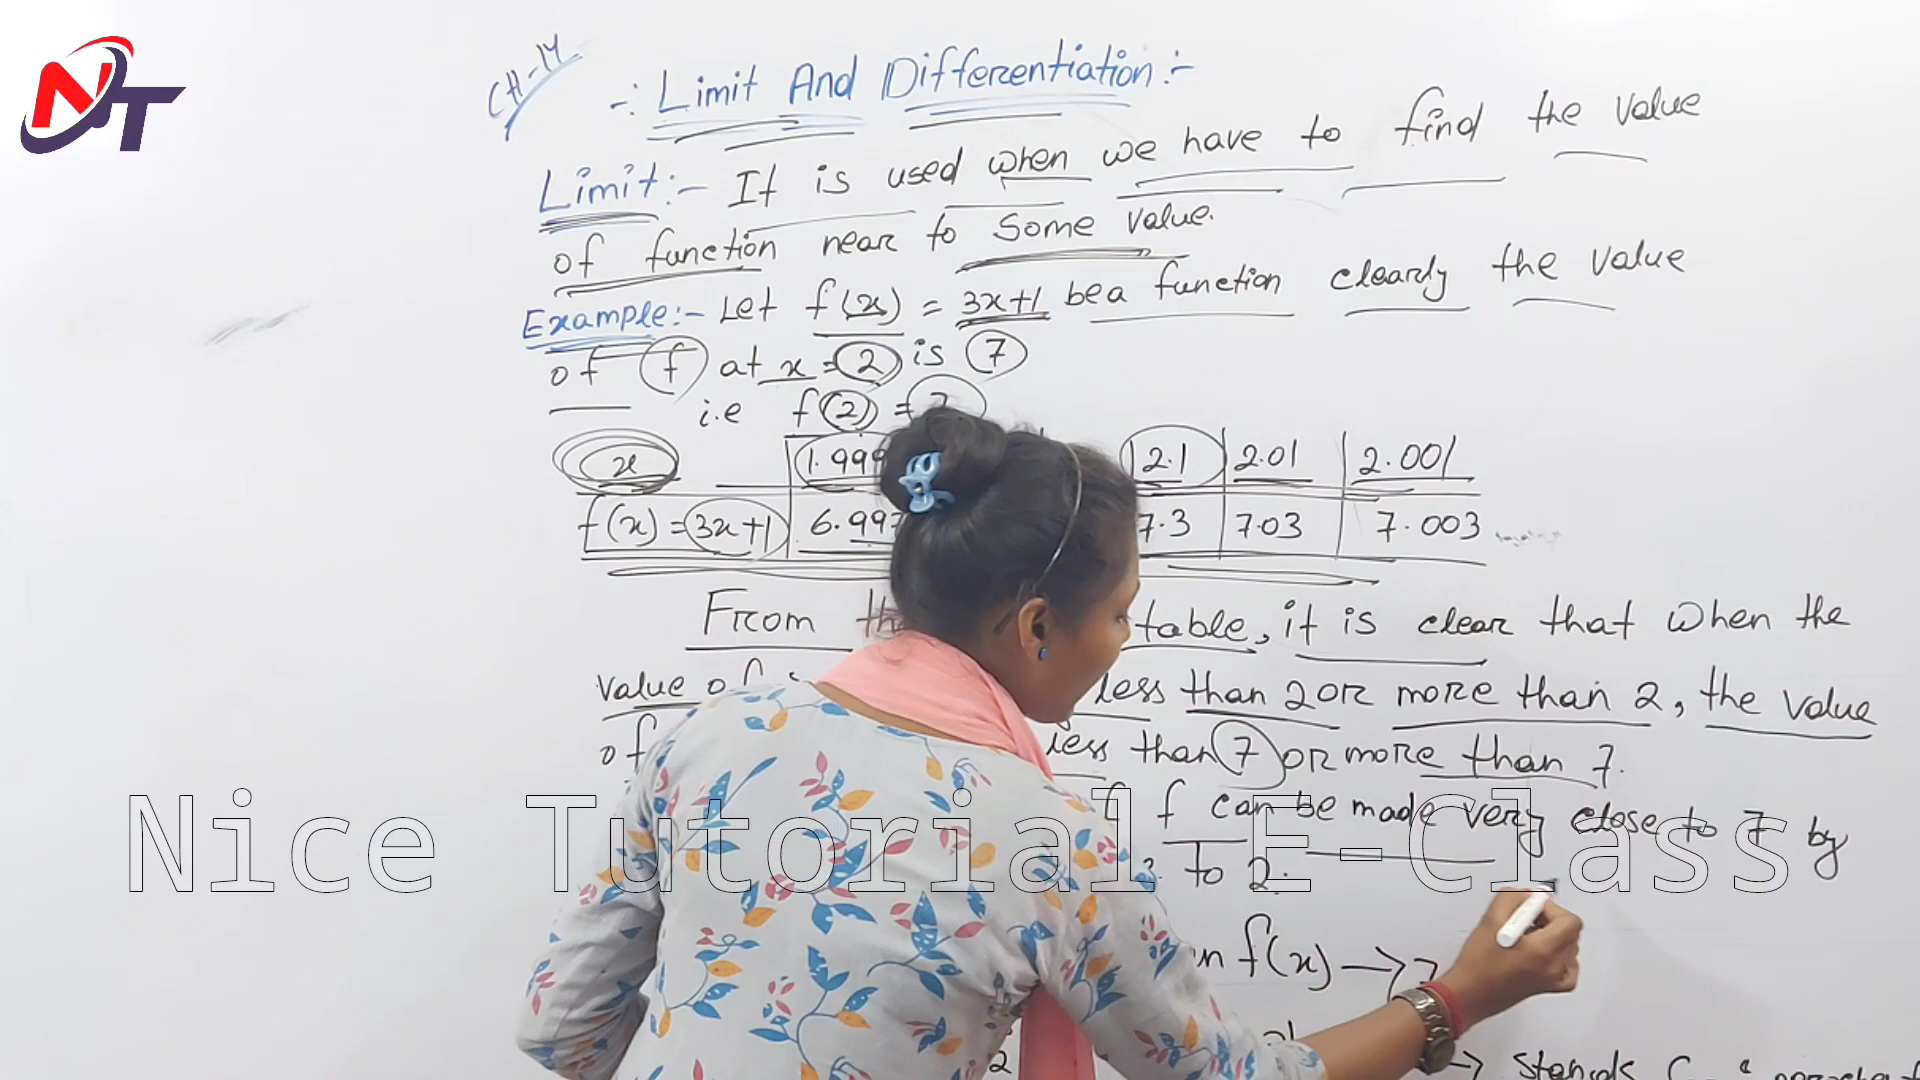 NT
CH-14
-: Limit And Differentiation :-
Limit :- It is used when we have to find the value
of function near to some value.
Example :- Let f(x) = 3x+1 be a function clearly the value
of f at x = 2 is 7
i.e f(2) =
x 1.999 2.1 2.01 2.001
f(x) = 3x+1 6.997 7.3 7.03 7.003
From table, it is clear that when the
value of less than 2 or more than 2, the value
of less than 7 or more than 7.
f can be made very close to 7 by
to 2.
Nice Tutorial E-Class
f(x) → 7
2 → stands